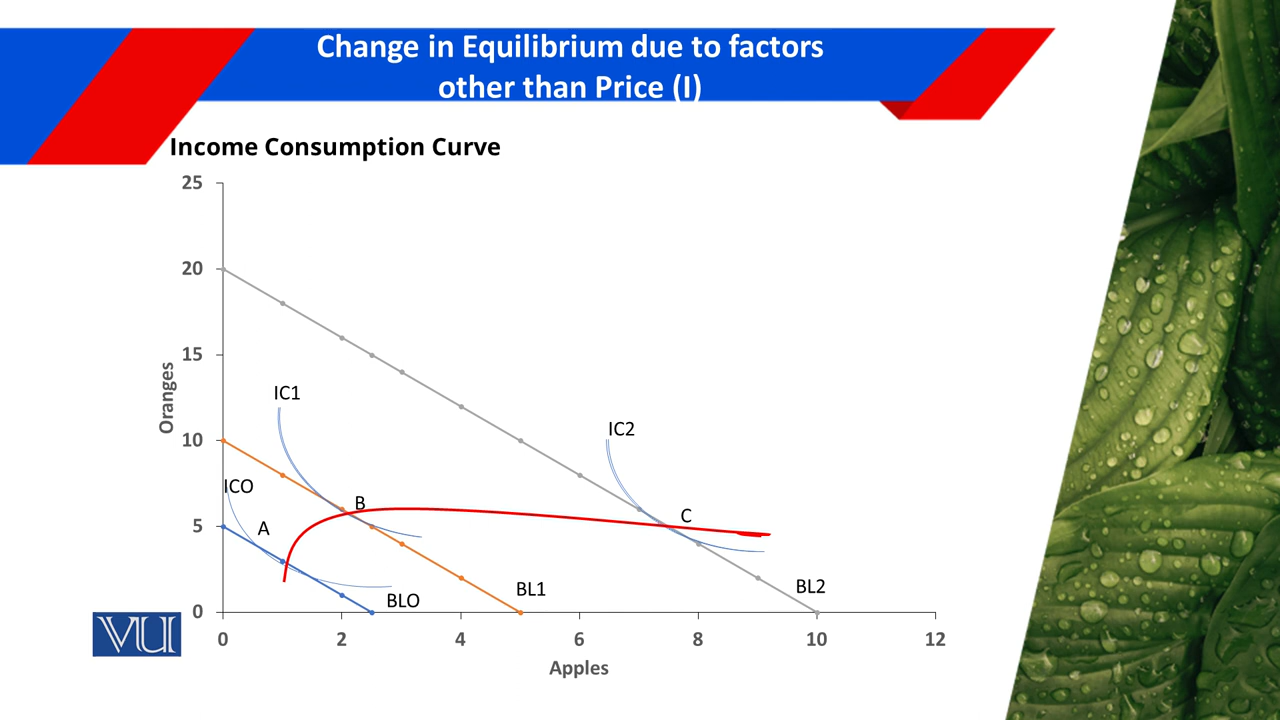 Change in Equilibrium due to factors
other than Price (I)
Income Consumption Curve
25
20
15
10
5
0
Oranges
IC1
IC2
ICO
A
B
C
BLO
BL1
BL2
0 2 4 6 8 10 12
Apples
VU